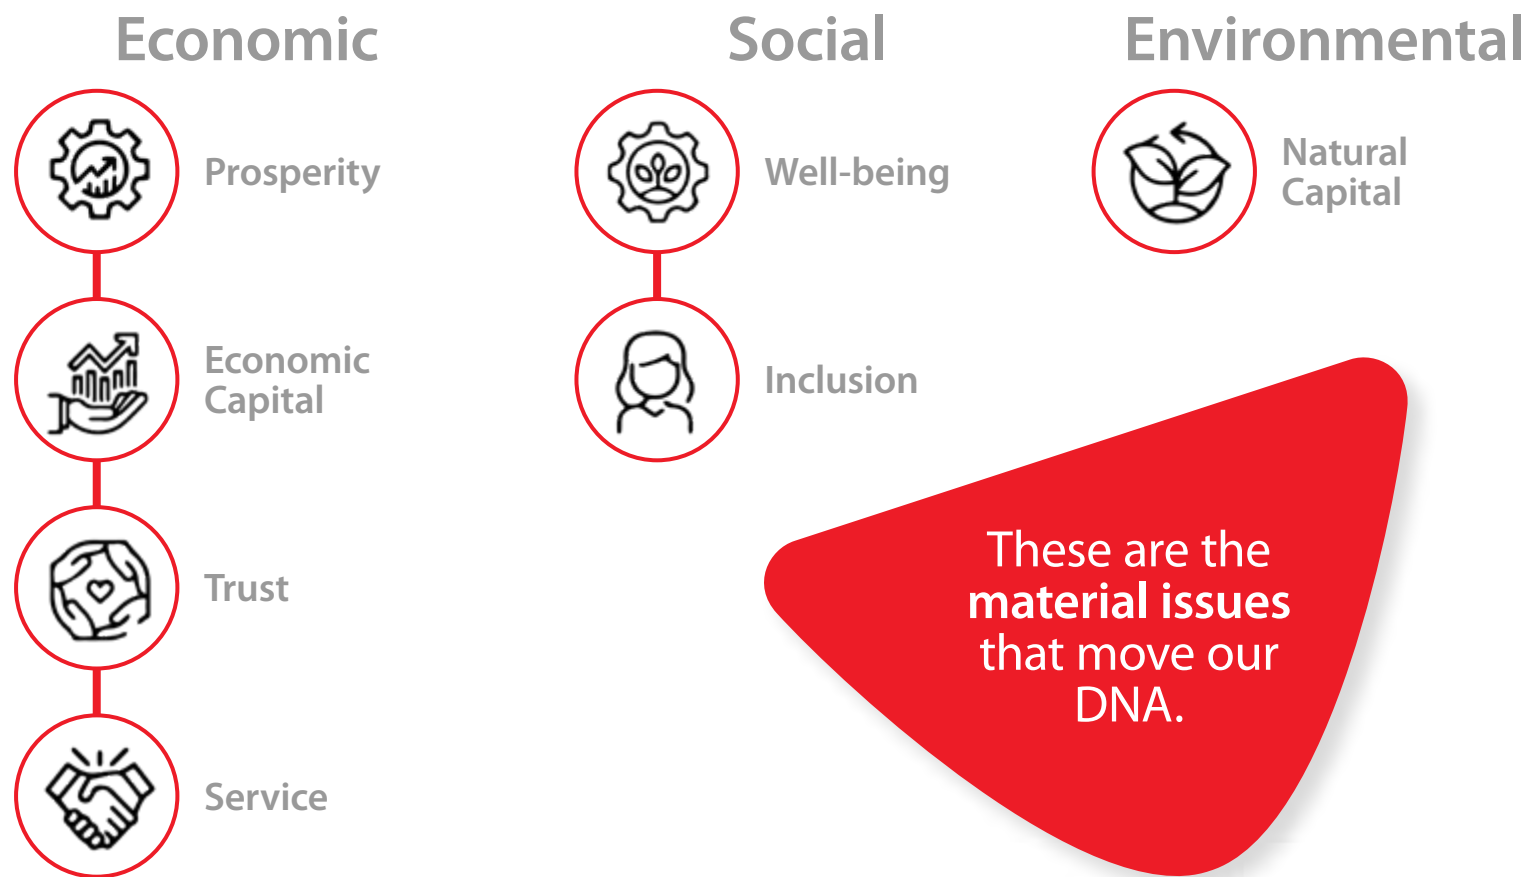 Economic
Prosperity
Economic
Capital
Trust
Service
Social
Well-being
Inclusion
Environmental
Natural
Capital
These are the
material issues
that move our
DNA.